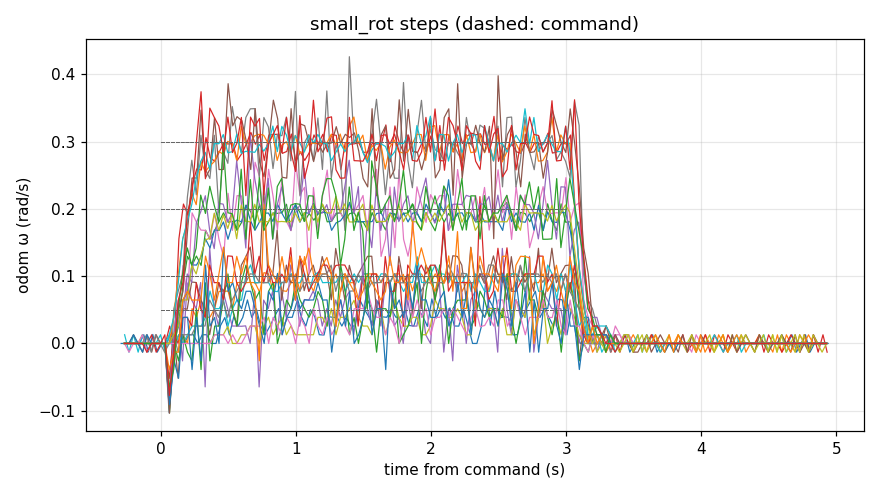 small_rot steps (dashed: command)
odom ω (rad/s)
0.4
0.3
0.2
0.1
0.0
−0.1
0 1 2 3 4 5
time from command (s)